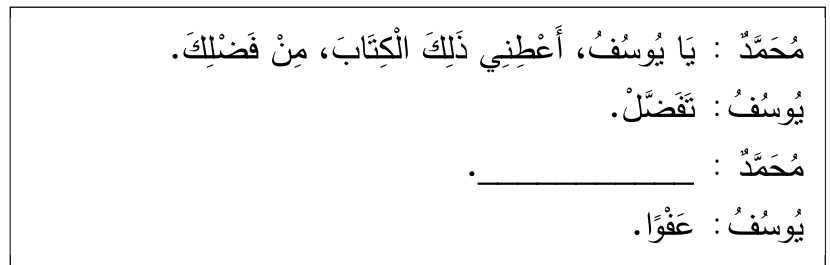 مُحَمَّدٌ : يَا يُوسُفُ، أَعْطِنِي ذَلِكَ الْكِتَابَ، مِنْ فَضْلِكَ.
يُوسُفُ: تَفَضَّلْ.
مُحَمَّدٌ : ____________.
يُوسُفُ: عَفْوًا.